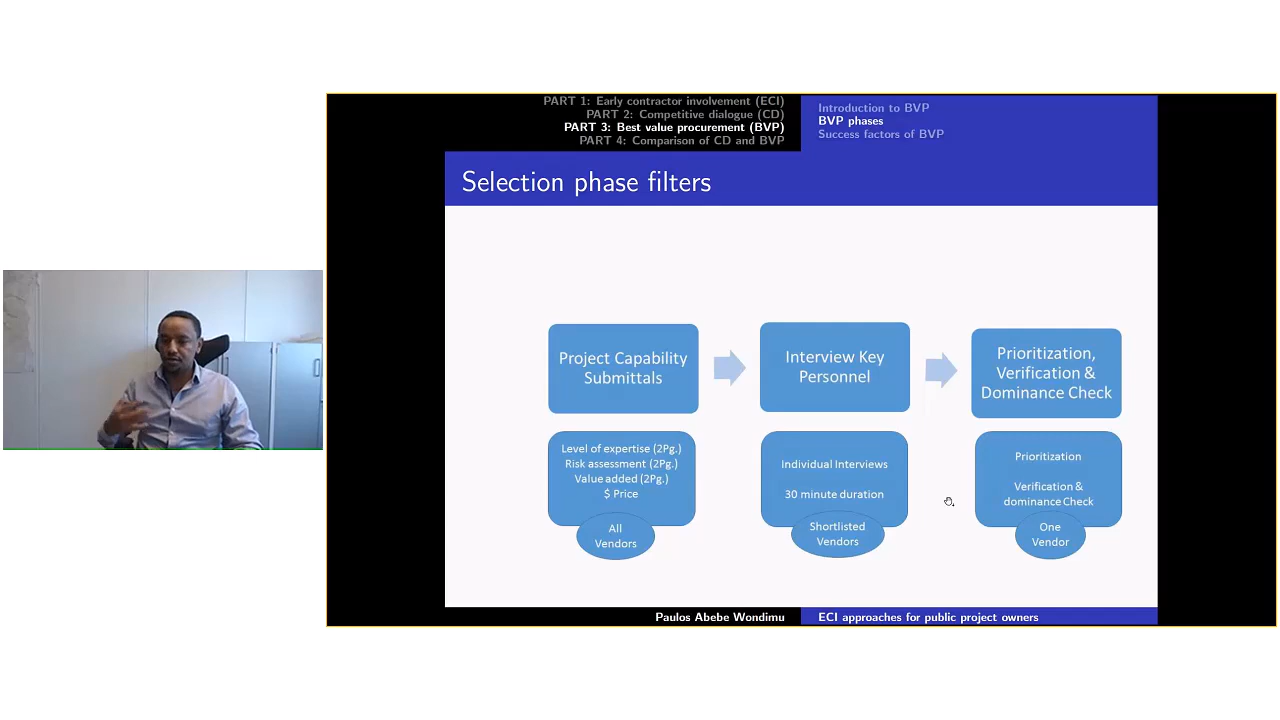 PART 1: Early contractor involvement (ECI)
PART 2: Competitive dialogue (CD)
PART 3: Best value procurement (BVP)
PART 4: Comparison of CD and BVP
Introduction to BVP
BVP phases
Success factors of BVP
Selection phase filters
Project Capability
Submittals
Interview Key
Personnel
Prioritization,
Verification &
Dominance Check
Level of expertise (2Pg.)
Risk assessment (2Pg.)
Value added (2Pg.)
$ Price
All
Vendors
Individual Interviews
30 minute duration
Shortlisted
Vendors
Prioritization
Verification &
dominance Check
One
Vendor
Paulos Abebe Wondimu
ECI approaches for public project owners